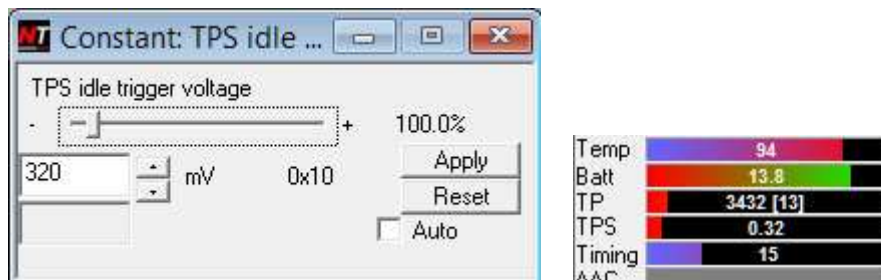 NT Constant: TPS idle ...
TPS idle trigger voltage
- + 100.0%
320 mV 0x10 Apply
Reset
Auto
Temp 94
Batt 13.8
TP 3432 [13]
TPS 0.32
Timing 15
AAC